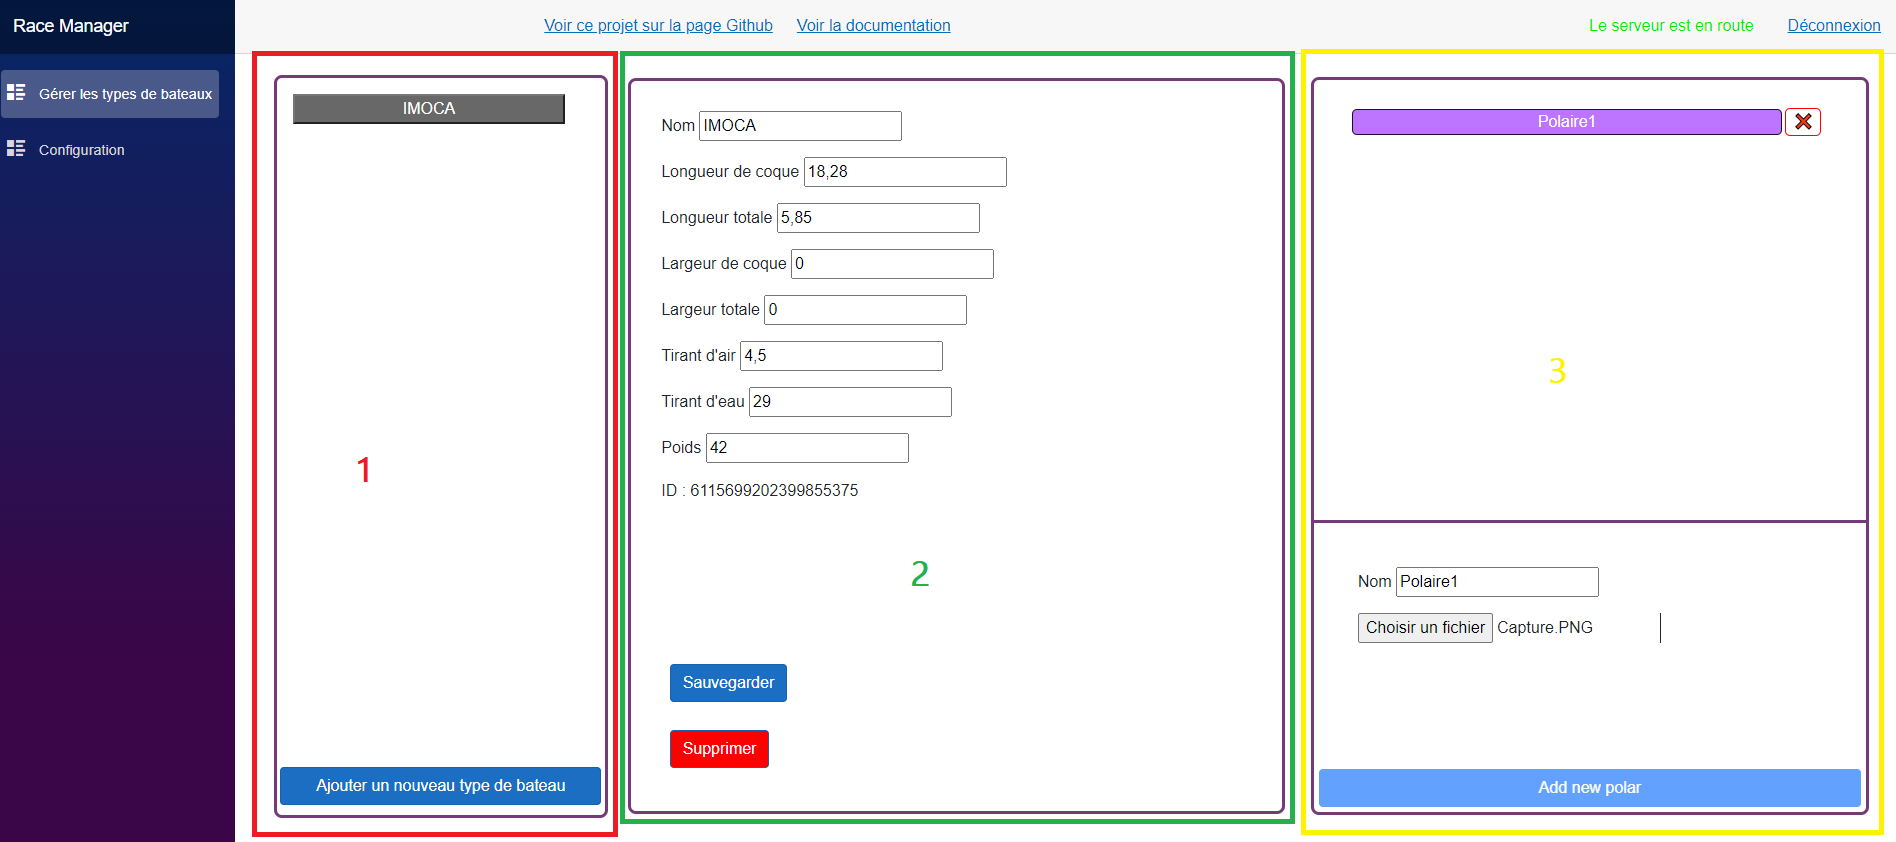 Race Manager
Voir ce projet sur la page Github
Voir la documentation
Le serveur est en route
Déconnexion
Gérer les types de bateaux
Configuration
IMOCA
1
Ajouter un nouveau type de bateau
Nom IMOCA
Longueur de coque 18,28
Longueur totale 5,85
Largeur de coque 0
Largeur totale 0
Tirant d'air 4,5
Tirant d'eau 29
Poids 42
ID : 6115699202399855375
2
Sauvegarder
Supprimer
Polaire1
3
Nom Polaire1
Choisir un fichier Capture.PNG
Add new polar